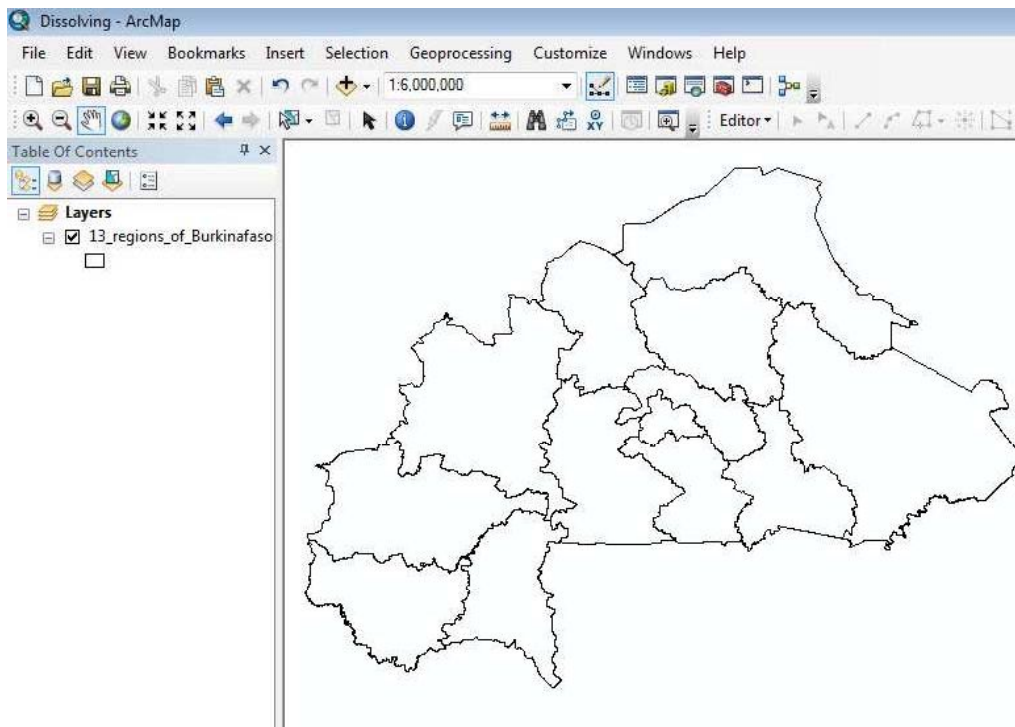 Dissolving - ArcMap
File Edit View Bookmarks Insert Selection Geoprocessing Customize Windows Help
1:6,000,000
XY Editor
Table Of Contents
Layers
13_regions_of_Burkinafaso